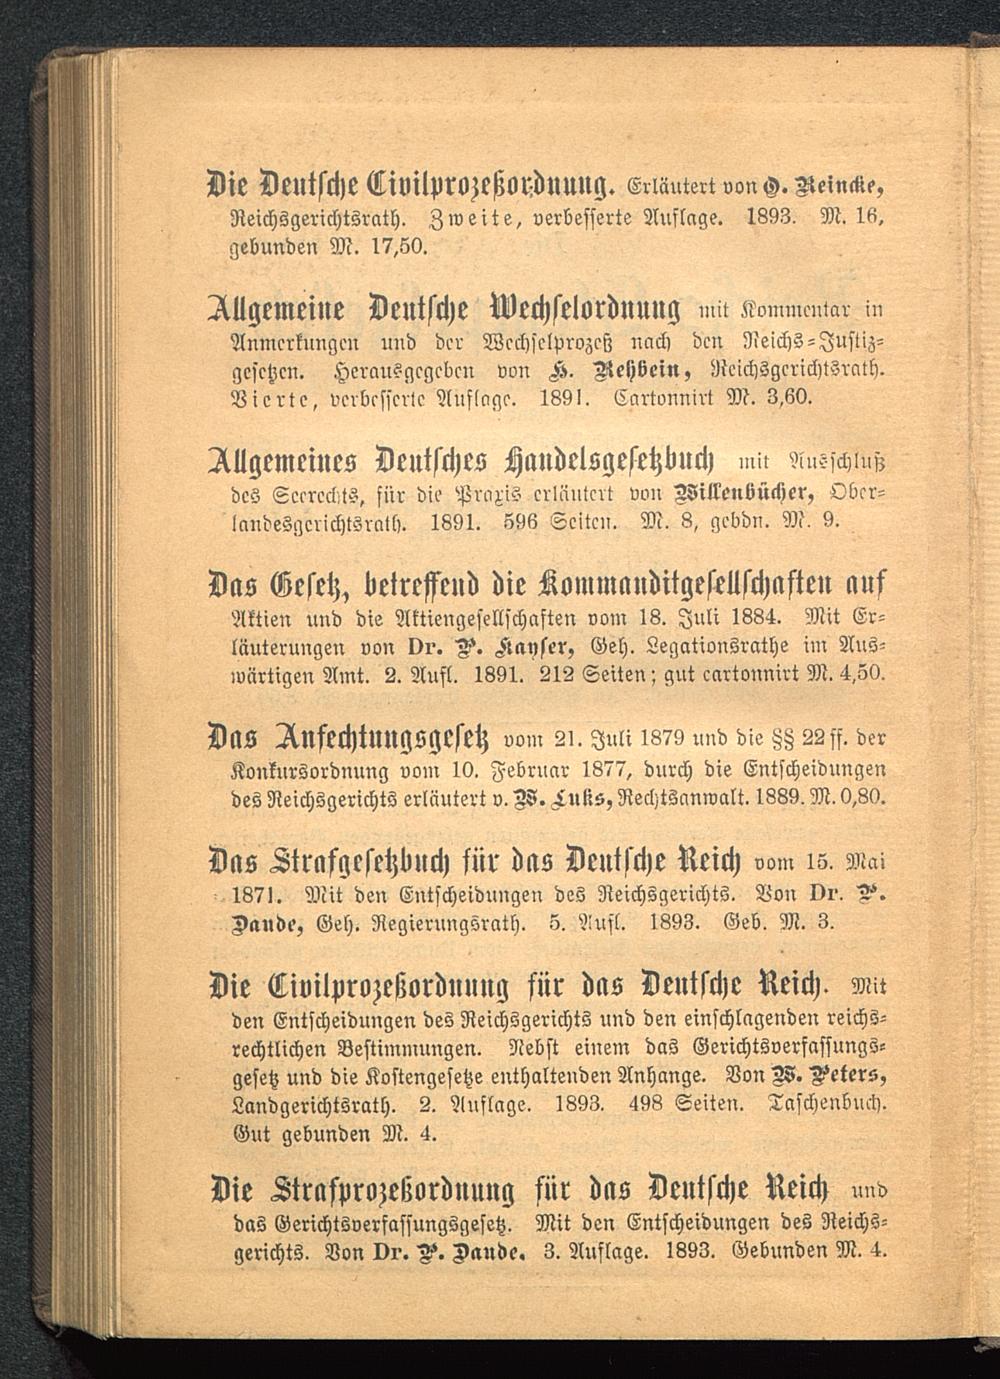 Die Deutsche Civilprozeßordnung. Erläutert von O. Reincke,
Reichsgerichtsrath. Zweite, verbesserte Auflage. 1893. M. 16,
gebunden M. 17,50.
Allgemeine Deutsche Wechselordnung mit Kommentar in
Anmerkungen und der Wechselprozeß nach den Reichs-Justiz-
gesetzen. Herausgegeben von H. Rehbein, Reichsgerichtsrath.
Vierte, verbesserte Auflage. 1891. Cartonnirt M. 3,60.
Allgemeines Deutsches Handelsgesetzbuch mit Ausschluß
des Seerechts, für die Praxis erläutert von Willenbücher, Ober-
landesgerichtsrath. 1891. 596 Seiten. M. 8, gebdn. M. 9.
Das Gesetz, betreffend die Kommanditgesellschaften auf
Aktien und die Aktiengesellschaften vom 18. Juli 1884. Mit Er-
läuterungen von Dr. P. Kayser, Geh. Legationsrathe im Aus-
wärtigen Amt. 2. Aufl. 1891. 212 Seiten; gut cartonnirt M. 4,50.
Das Anfechtungsgesetz vom 21. Juli 1879 und die §§ 22 ff. der
Konkursordnung vom 10. Februar 1877, durch die Entscheidungen
des Reichsgerichts erläutert v. W. Luks, Rechtsanwalt. 1889. M. 0,80.
Das Strafgesetzbuch für das Deutsche Reich vom 15. Mai
1871. Mit den Entscheidungen des Reichsgerichts. Von Dr. P.
Daude, Geh. Regierungsrath. 5. Aufl. 1893. Geb. M. 3.
Die Civilprozeßordnung für das Deutsche Reich. Mit
den Entscheidungen des Reichsgerichts und den einschlagenden reichs-
rechtlichen Bestimmungen. Nebst einem das Gerichtsverfassungs-
gesetz und die Kostengesetze enthaltenden Anhange. Von W. Peters,
Landgerichtsrath. 2. Auflage. 1893. 498 Seiten. Taschenbuch.
Gut gebunden M. 4.
Die Strafprozeßordnung für das Deutsche Reich und
das Gerichtsverfassungsgesetz. Mit den Entscheidungen des Reichs-
gerichts. Von Dr. P. Daude. 3. Auflage. 1893. Gebunden M. 4.